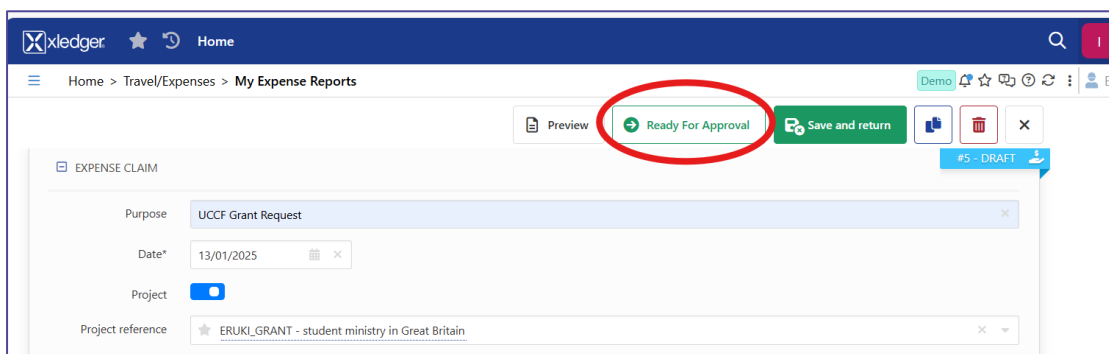 xledger Home
Home > Travel/Expenses > My Expense Reports Demo
Preview Ready For Approval Save and return
#5 - DRAFT
EXPENSE CLAIM
Purpose UCCF Grant Request
Date* 13/01/2025
Project
Project reference ERUKI_GRANT - student ministry in Great Britain